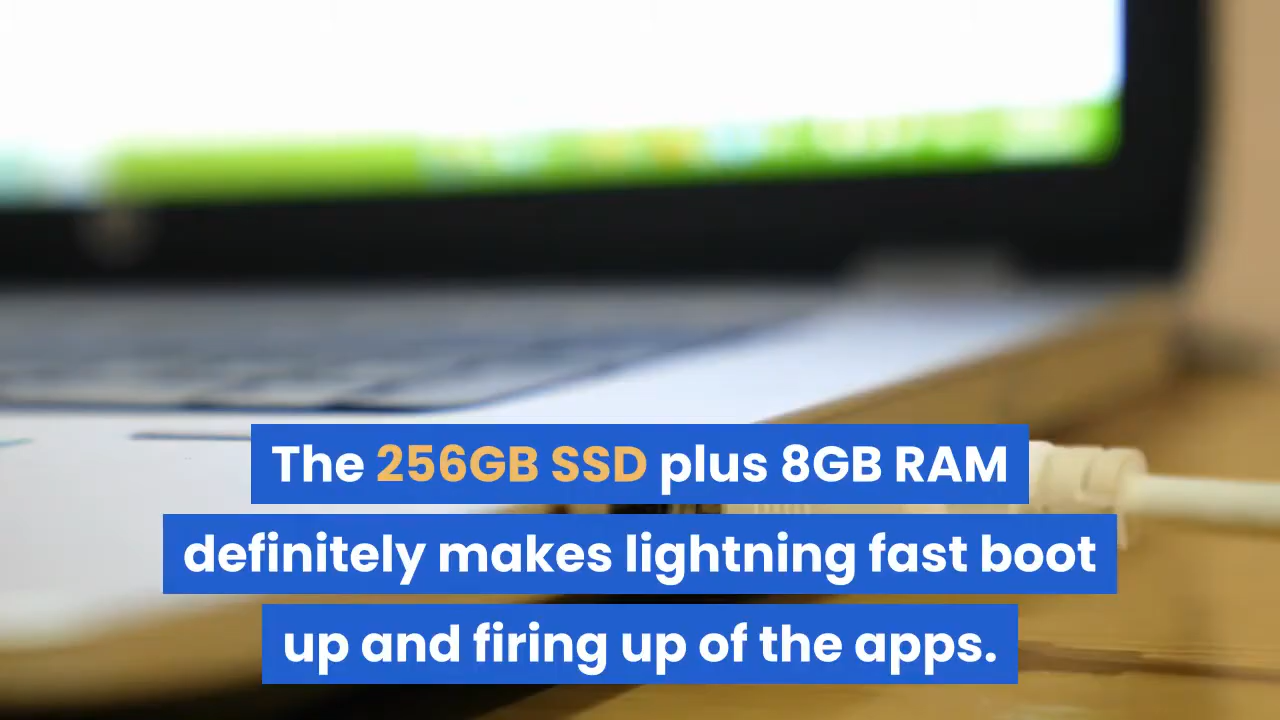 The 256GB SSD plus 8GB RAM
definitely makes lightning fast boot
up and firing up of the apps.